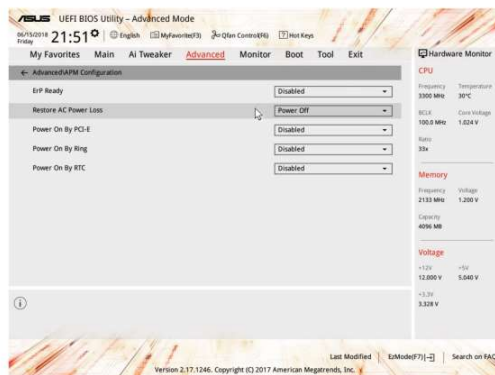 ASUS UEFI BIOS Utility – Advanced Mode
06/15/2018 Friday 21:51 English MyFavorite(F3) Qfan Control(F6) ? Hot Keys
My Favorites Main Ai Tweaker Advanced Monitor Boot Tool Exit
Hardware Monitor
← Advanced\APM Configuration
ErP Ready Disabled
Restore AC Power Loss Power Off
Power On By PCI-E Disabled
Power On By Ring Disabled
Power On By RTC Disabled
CPU
Frequency Temperature
3300 MHz 30°C
BCLK Core Voltage
100.0 MHz 1.024 V
Ratio
33x
Memory
Frequency Voltage
2133 MHz 1.200 V
Capacity
4096 MB
Voltage
+12V +5V
12.000 V 5.040 V
+3.3V
3.328 V
Last Modified EzMode(F7) Search on FAQ
Version 2.17.1246. Copyright (C) 2017 American Megatrends, Inc.